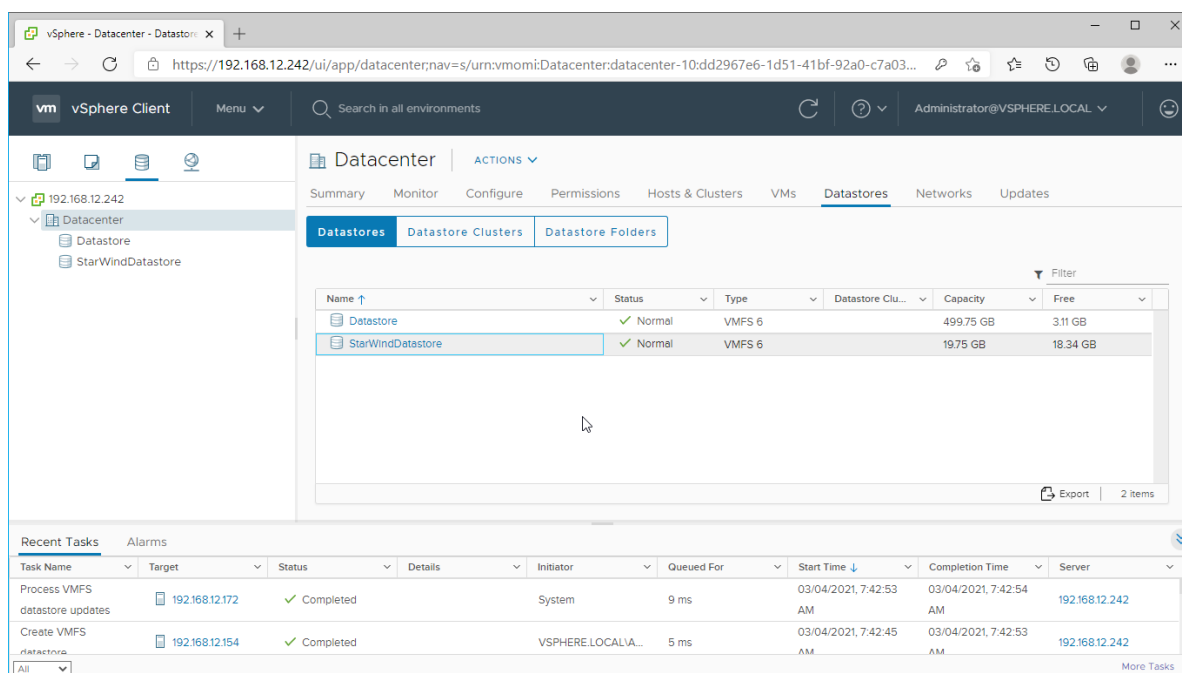 vSphere - Datacenter - Datastore
https://192.168.12.242/ui/app/datacenter;nav=s/urn:vmomi:Datacenter:datacenter-10:dd2967e6-1d51-41bf-92a0-c7a03...
vm vSphere Client Menu Search in all environments Administrator@VSPHERE.LOCAL
Datacenter ACTIONS
Summary Monitor Configure Permissions Hosts & Clusters VMs Datastores Networks Updates
192.168.12.242
Datacenter
Datastore
StarWindDatastore
Datastores Datastore Clusters Datastore Folders
Filter
Name Status Type Datastore Clu... Capacity Free
Datastore Normal VMFS 6 499.75 GB 3.11 GB
StarWindDatastore Normal VMFS 6 19.75 GB 18.34 GB
Export 2 items
Recent Tasks Alarms
Task Name Target Status Details Initiator Queued For Start Time Completion Time Server
Process VMFS datastore updates 192.168.12.172 Completed System 9 ms 03/04/2021, 7:42:53 AM 03/04/2021, 7:42:54 AM 192.168.12.242
Create VMFS datastore 192.168.12.154 Completed VSPHERE.LOCAL\A... 5 ms 03/04/2021, 7:42:45 AM 03/04/2021, 7:42:53 AM 192.168.12.242
All More Tasks